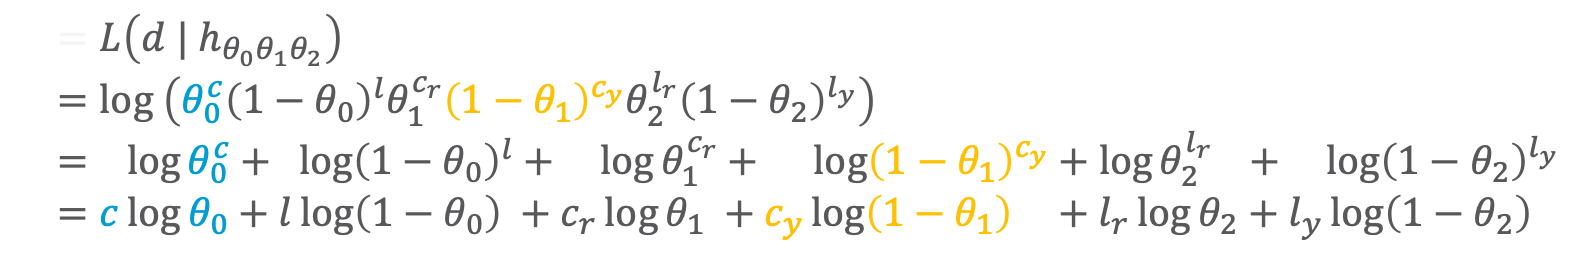 = L(d | h_{θ_0θ_1θ_2})
= log (θ_0^c(1 − θ_0)^l θ_1^{c_r}(1 − θ_1)^{c_y} θ_2^{l_r}(1 − θ_2)^{l_y})
= log θ_0^c + log(1 − θ_0)^l + log θ_1^{c_r} + log(1 − θ_1)^{c_y} + log θ_2^{l_r} + log(1 − θ_2)^{l_y}
= c log θ_0 + l log(1 − θ_0) + c_r log θ_1 + c_y log(1 − θ_1) + l_r log θ_2 + l_y log(1 − θ_2)